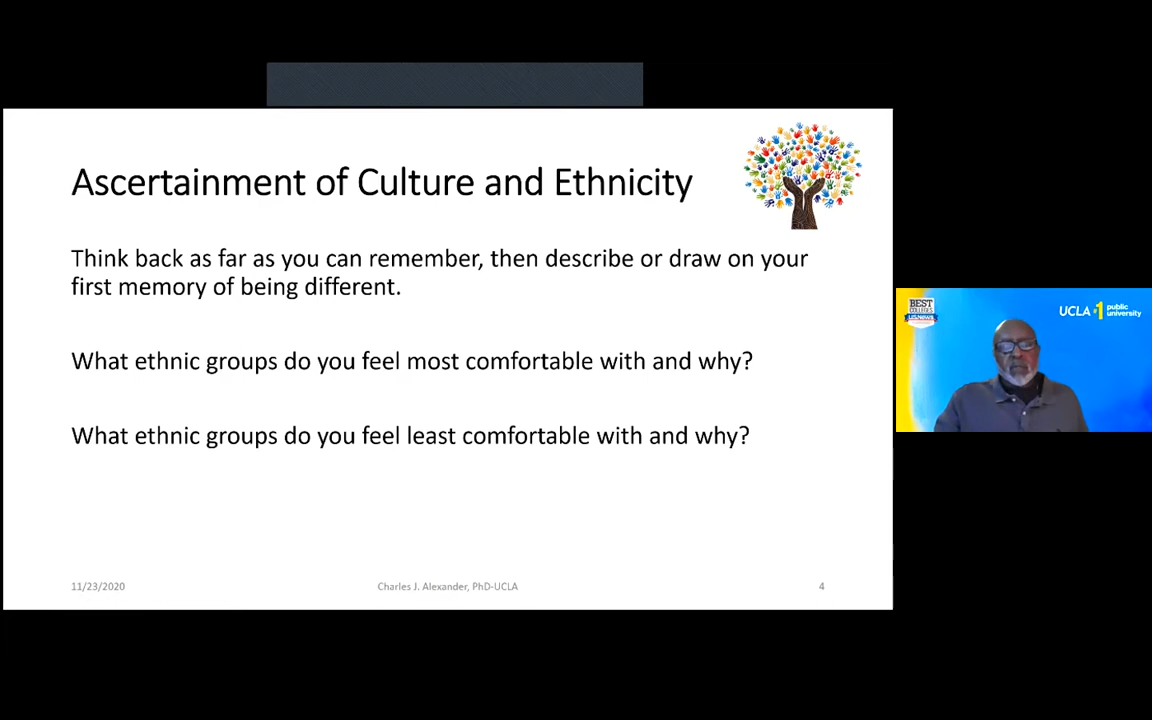 Ascertainment of Culture and Ethnicity
Think back as far as you can remember, then describe or draw on your
first memory of being different.
What ethnic groups do you feel most comfortable with and why?
What ethnic groups do you feel least comfortable with and why?
11/23/2020
Charles J. Alexander, PhD-UCLA
4
BEST
COLLEGES
U.S.News
UCLA #1 public
university